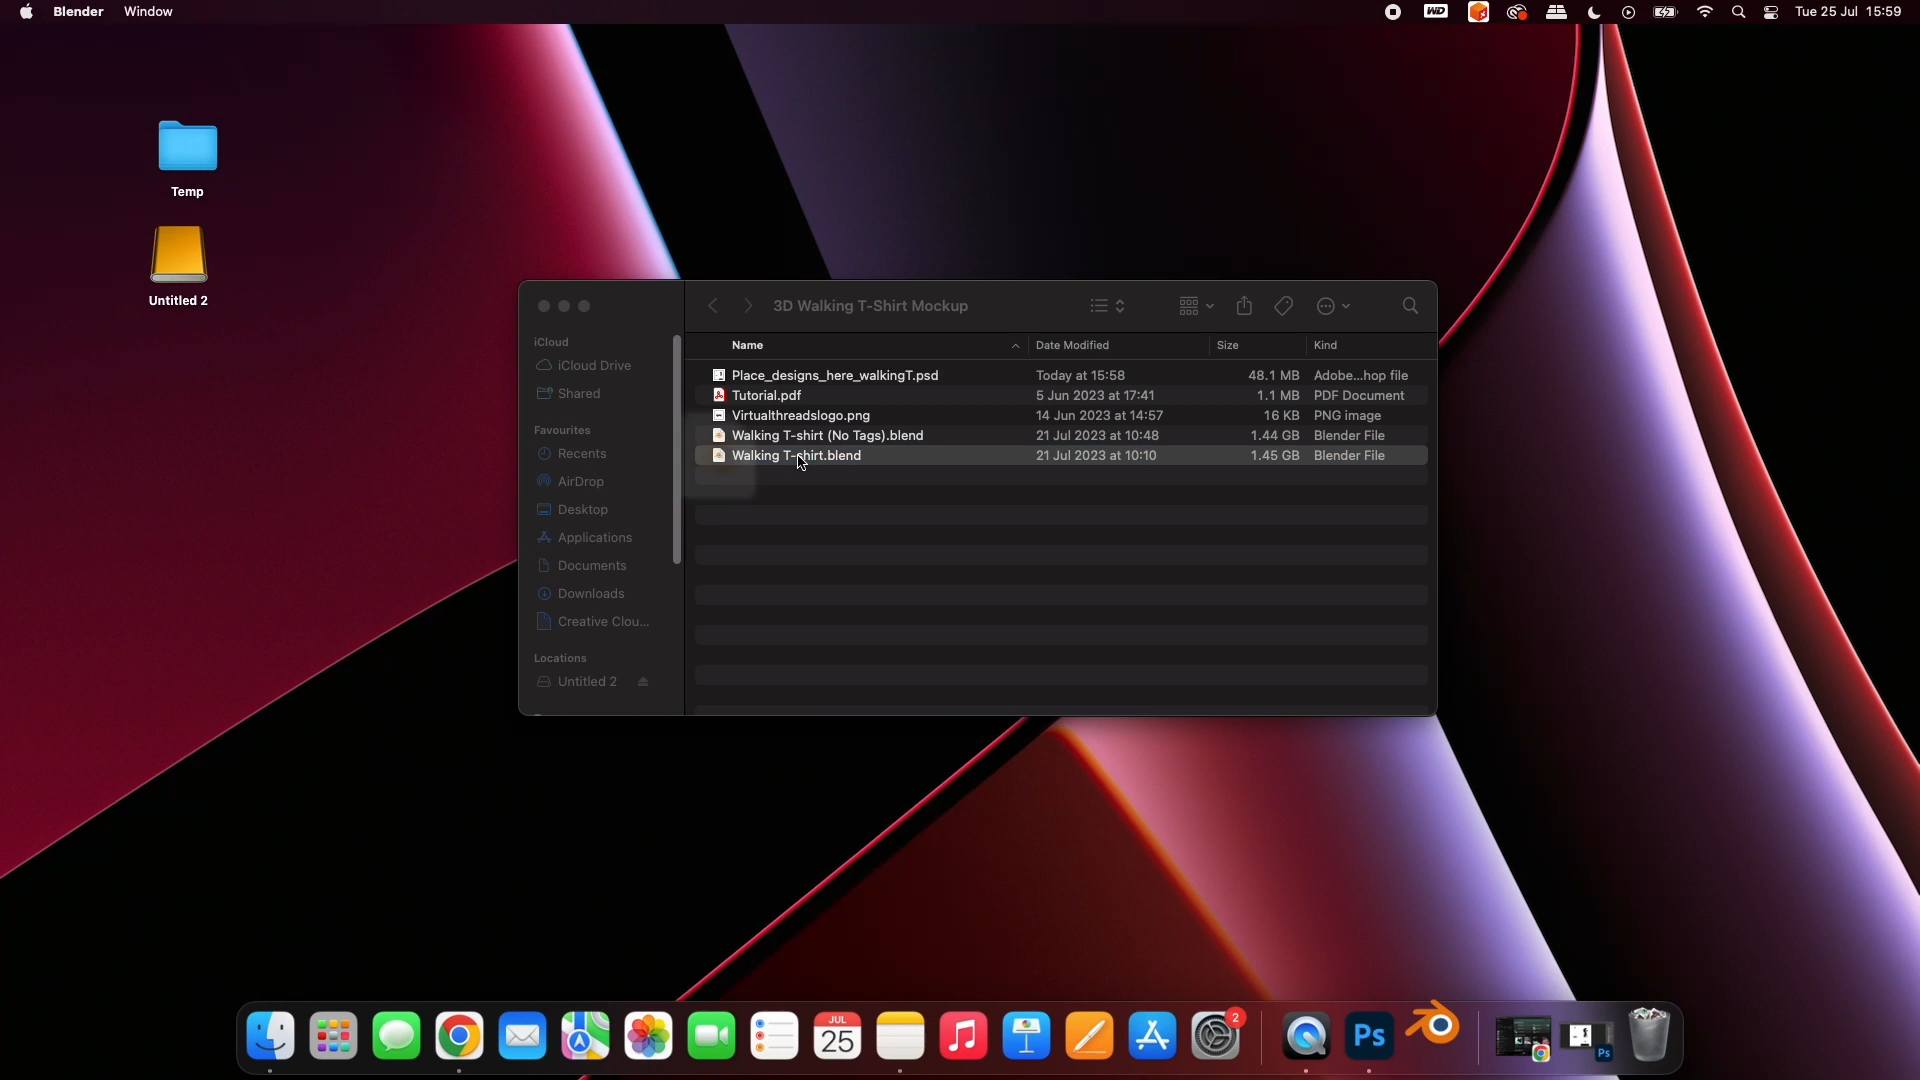 Blender Window
WD
Tue 25 Jul 15:59
Temp
Untitled 2
3D Walking T-Shirt Mockup
iCloud
iCloud Drive
Shared
Favourites
Recents
AirDrop
Desktop
Applications
Documents
Downloads
Creative Clou...
Locations
Untitled 2
Name Date Modified Size Kind
Place_designs_here_walkingT.psd Today at 15:58 48.1 MB Adobe...hop file
Tutorial.pdf 5 Jun 2023 at 17:41 1.1 MB PDF Document
Virtualthreadslogo.png 14 Jun 2023 at 14:57 16 KB PNG image
Walking T-shirt (No Tags).blend 21 Jul 2023 at 10:48 1.44 GB Blender File
Walking T-shirt.blend 21 Jul 2023 at 10:10 1.45 GB Blender File
JUL
25
2
Ps
Ps